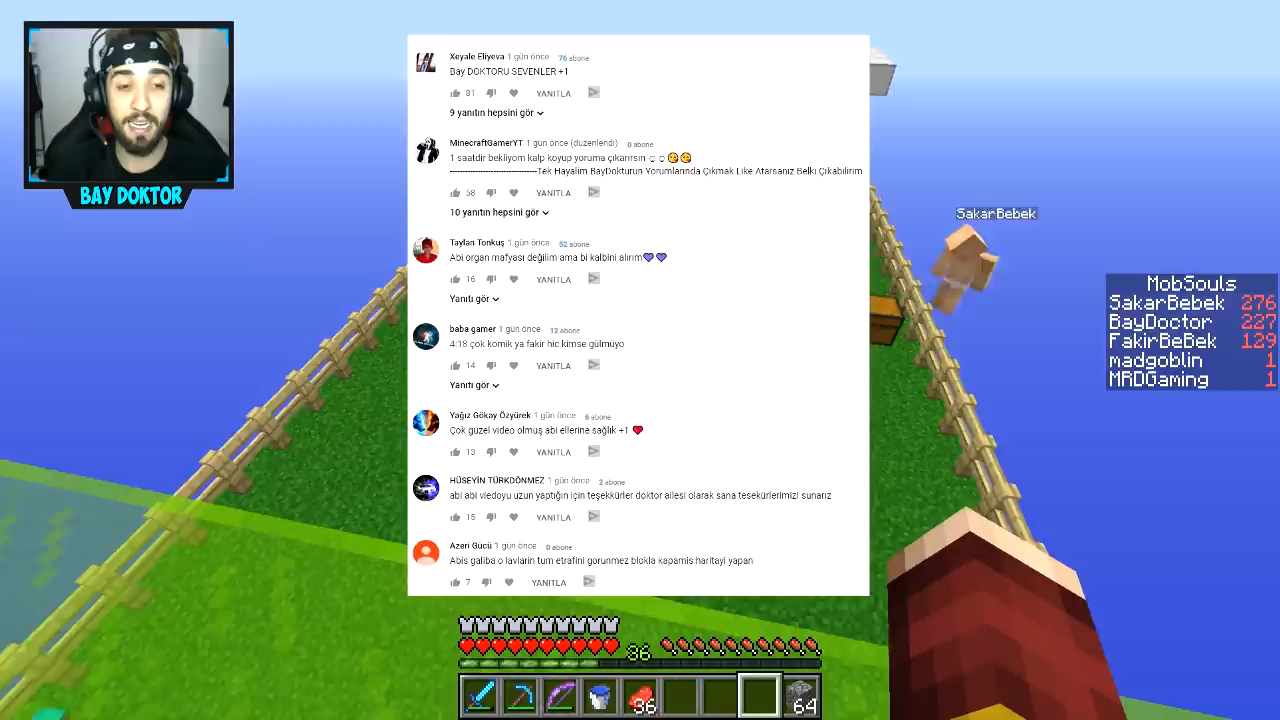 BAY DOKTOR
Xeyale Eliyeva 1 gün önce 76 abone
Bay DOKTORU SEVENLER +1
81 YANITLA
9 yanıtın hepsini gör
MinecraftGamerYT 1 gün önce (düzenlendi) 0 abone
1 saatdir bekliyom kalp koyup yoruma çıkarırsın ☺☺😋😋
------------------------------Tek Hayalim BayDokturun Yorumlarında Çıkmak Like Atarsanız Belki Çıkabilirim
58 YANITLA
10 yanıtın hepsini gör
Taylan Tonkuş 1 gün önce 52 abone
Abi organ mafyası değilim ama bi kalbini alırım💜💜
16 YANITLA
Yanıtı gör
baba gamer 1 gün önce 12 abone
4:18 çok komik ya fakir hic kimse gülmüyo
14 YANITLA
Yanıtı gör
Yağız Gökay Özyürek 1 gün önce 6 abone
Çok güzel video olmuş abi ellerine sağlık +1 ❤
13 YANITLA
HÜSEYİN TÜRKDÖNMEZ 1 gün önce 2 abone
abi abi viedoyu uzun yaptığın için teşekkürler doktor ailesi olarak sana tesekürlerimizi sunarız
15 YANITLA
Azeri Gücü 1 gün önce 0 abone
Abis galiba o lavlarin tum etrafini gorunmez blokla kapamis haritayi yapan
7 YANITLA
SakarBebek
MobSouls
SakarBebek 276
BayDoctor 227
FakirBeBek 129
madgoblin 1
MRDGaming 1
36
36
64